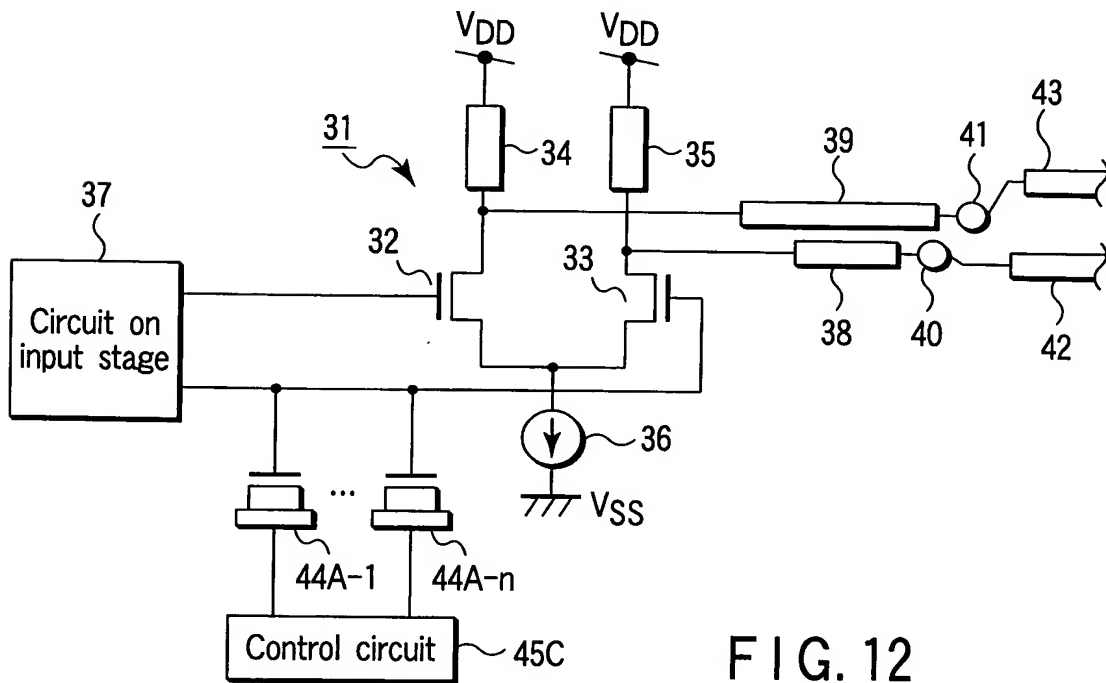 VDD VDD
31
34
35
39
41
43
37
32
33
38
40
42
Circuit on
input stage
36
VSS
...
44A-1
44A-n
Control circuit
45C
FIG. 12